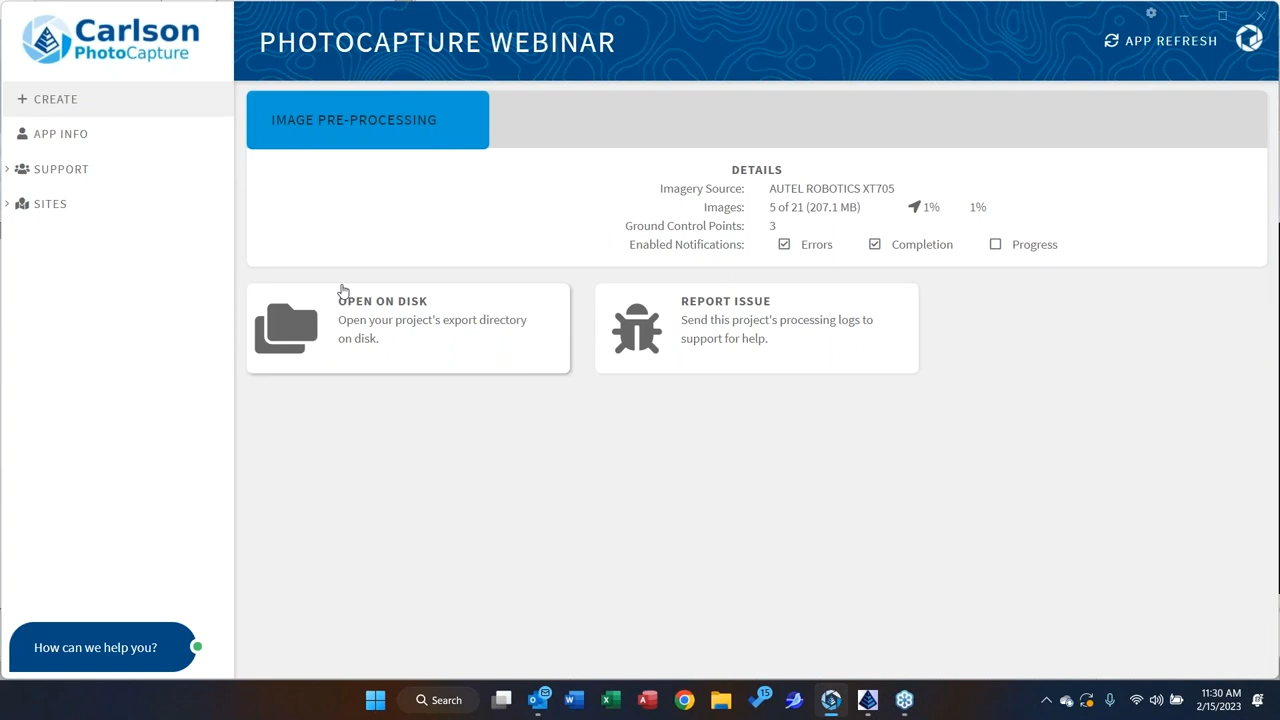 Carlson
PhotoCapture
PHOTOCAPTURE WEBINAR
APP REFRESH
CREATE
APP INFO
SUPPORT
SITES
IMAGE PRE-PROCESSING
DETAILS
Imagery Source: AUTEL ROBOTICS XT705
Images: 5 of 21 (207.1 MB) 1% 1%
Ground Control Points: 3
Enabled Notifications: Errors Completion Progress
OPEN ON DISK
Open your project's export directory
on disk.
REPORT ISSUE
Send this project's processing logs to
support for help.
How can we help you?
Search
15
11:30 AM
2/15/2023